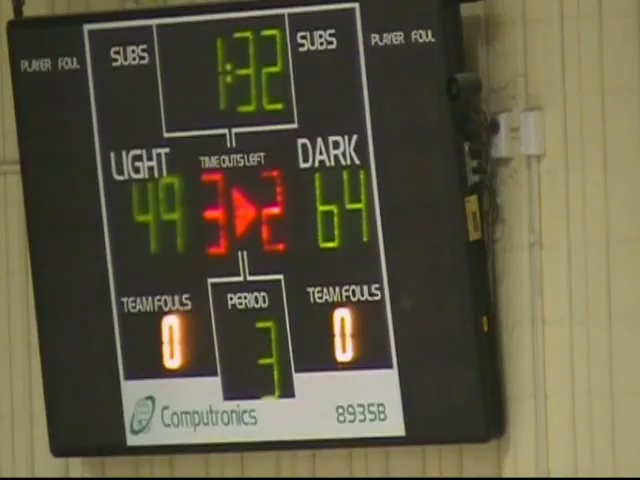 PLAYER FOUL SUBS 1:32 SUBS PLAYER FOUL
LIGHT TIME OUTS LEFT DARK
49 3 2 64
TEAM FOULS PERIOD TEAM FOULS
0 3 0
Computronics 8935B